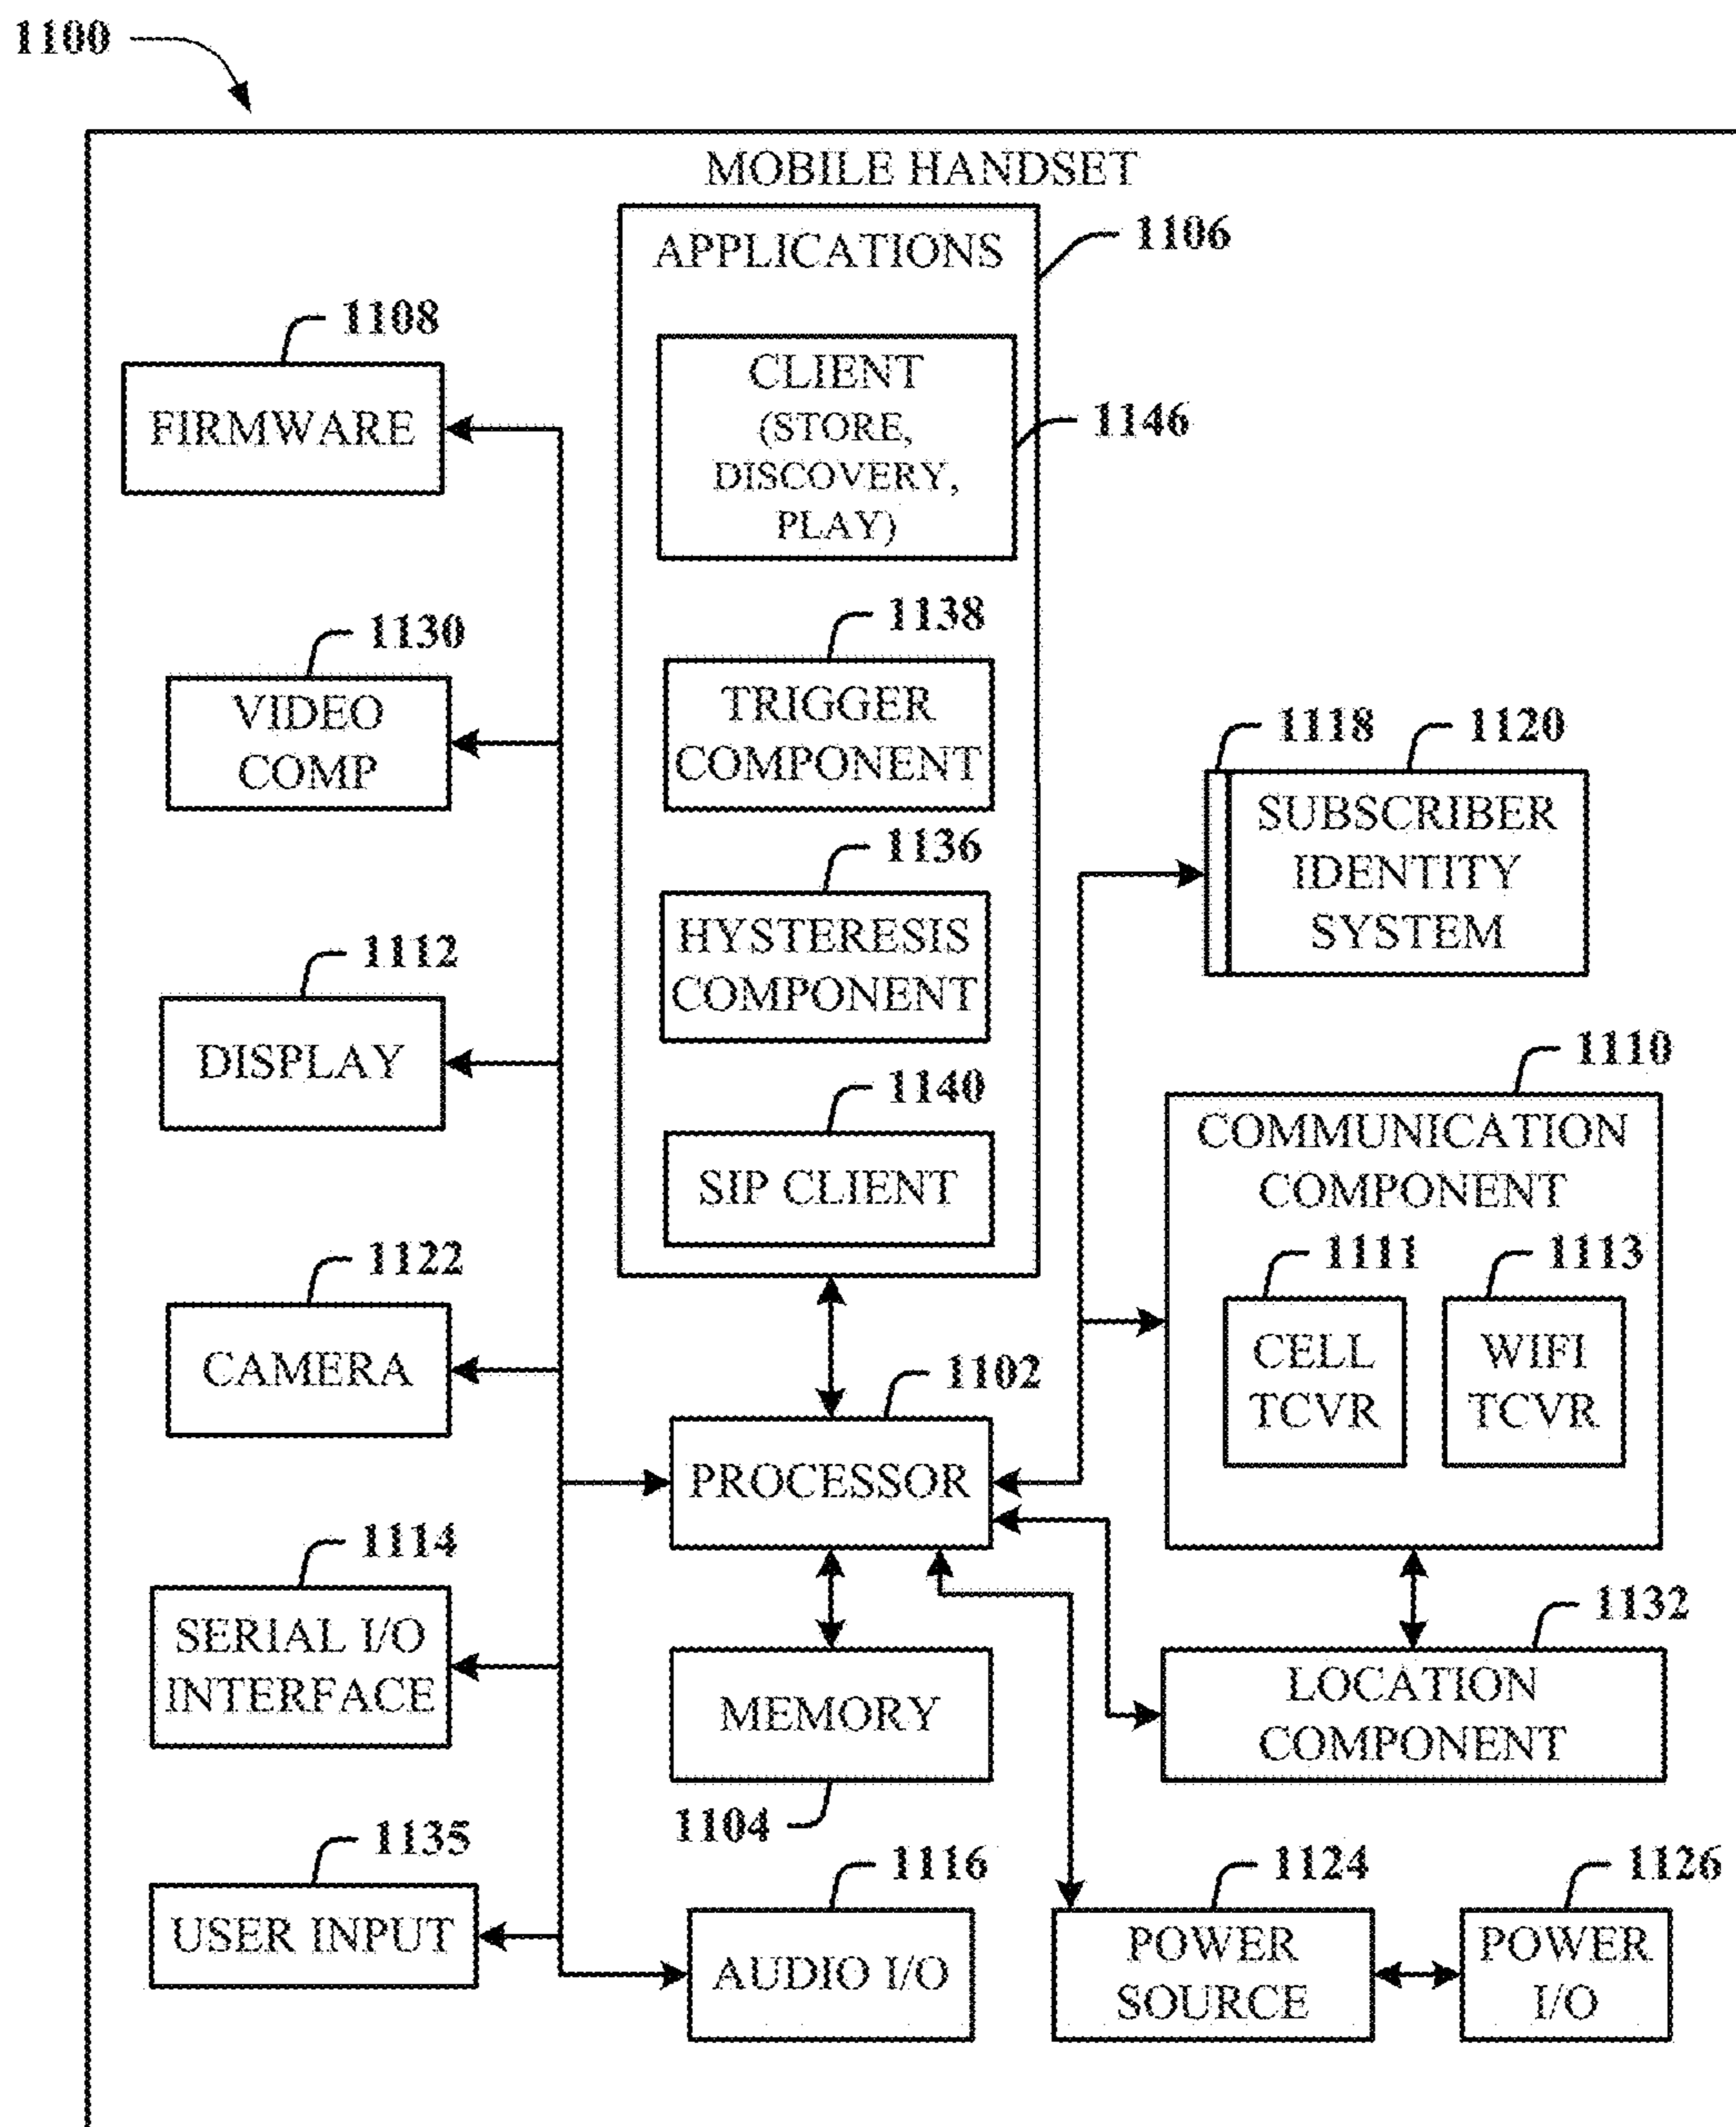 1100
MOBILE HANDSET
APPLICATIONS
1106
CLIENT
(STORE,
DISCOVERY,
PLAY)
1146
1138
TRIGGER
COMPONENT
1136
HYSTERESIS
COMPONENT
1140
SIP CLIENT
1108
FIRMWARE
1130
VIDEO
COMP
1112
DISPLAY
1122
CAMERA
1114
SERIAL I/O
INTERFACE
1135
USER INPUT
1102
PROCESSOR
MEMORY
1104
1116
AUDIO I/O
1118
1120
SUBSCRIBER
IDENTITY
SYSTEM
1110
COMMUNICATION
COMPONENT
1111
CELL
TCVR
1113
WIFI
TCVR
1132
LOCATION
COMPONENT
1124
POWER
SOURCE
1126
POWER
I/O